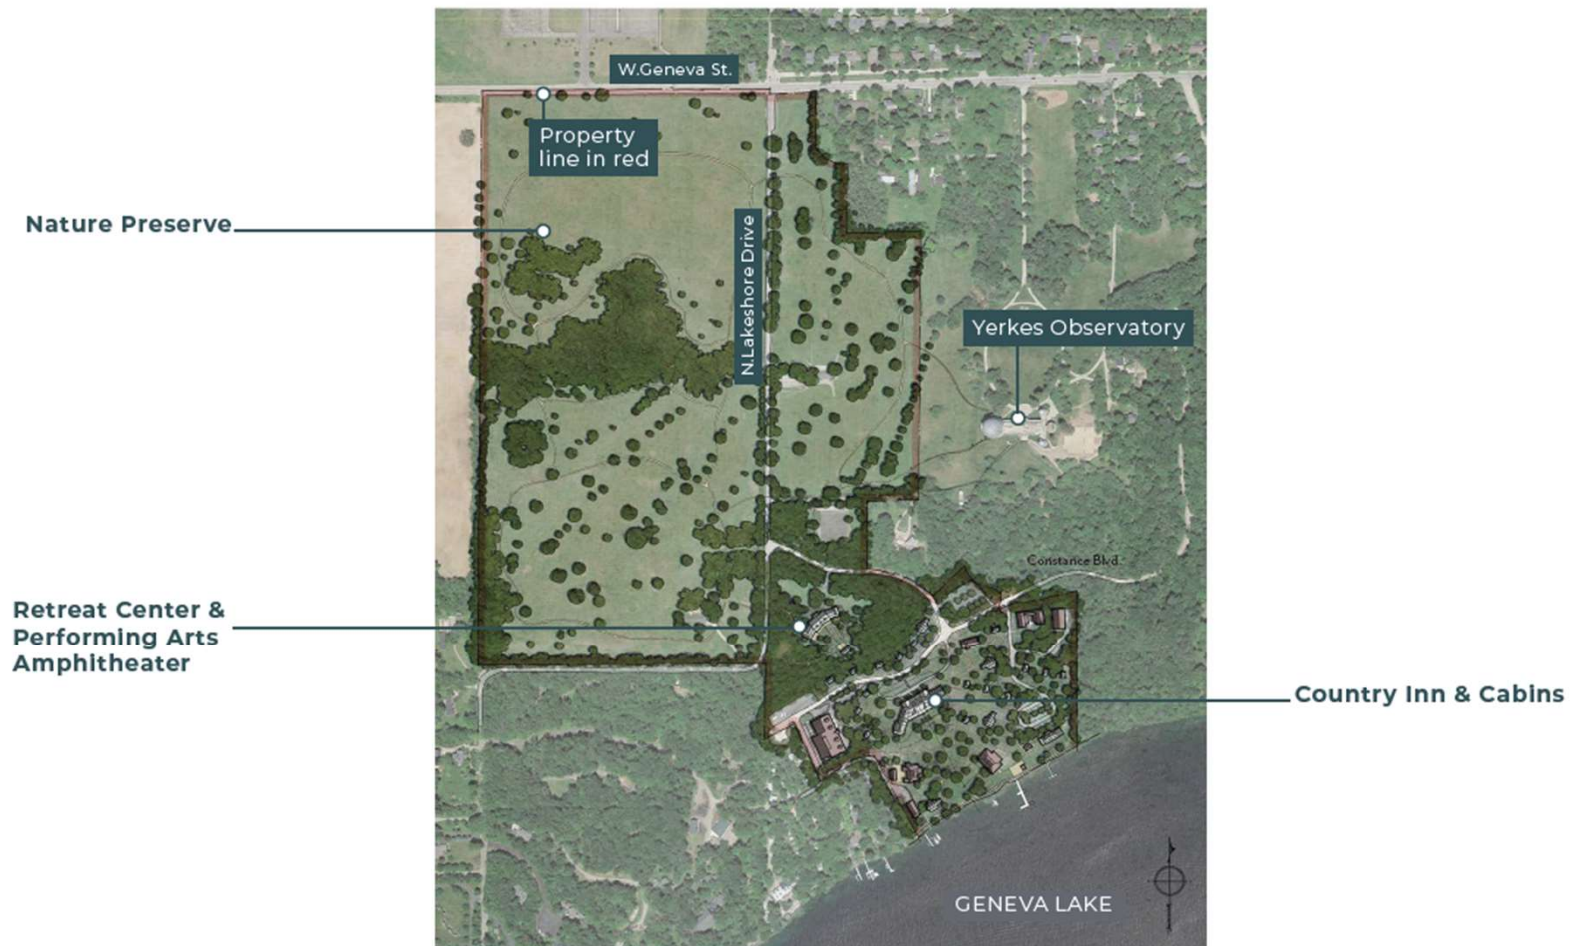 W.Geneva St.
Property
line in red
Nature Preserve
N.Lakeshore Drive
Yerkes Observatory
Constance Blvd.
Retreat Center &
Performing Arts
Amphitheater
Country Inn & Cabins
GENEVA LAKE